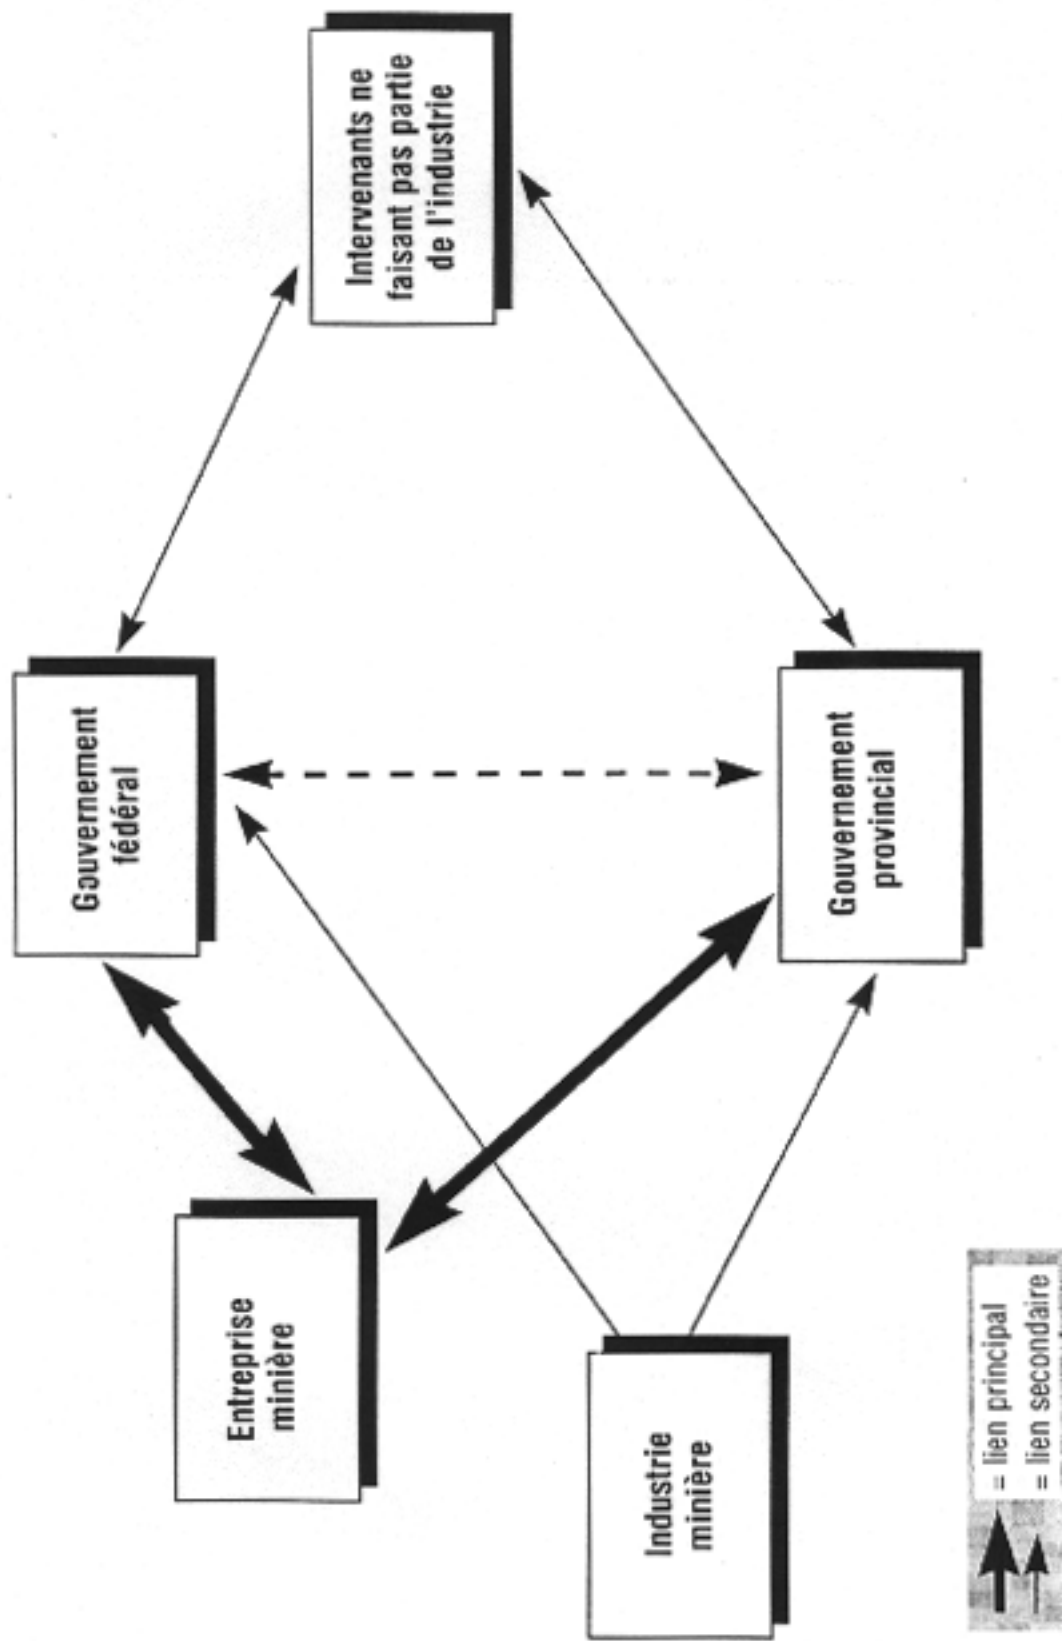 Gouvernement
fédéral
Entreprise
minière
Intervenants ne
faisant pas partie
de l'industrie
Industrie
minière
Gouvernement
provincial
= lien principal
= lien secondaire